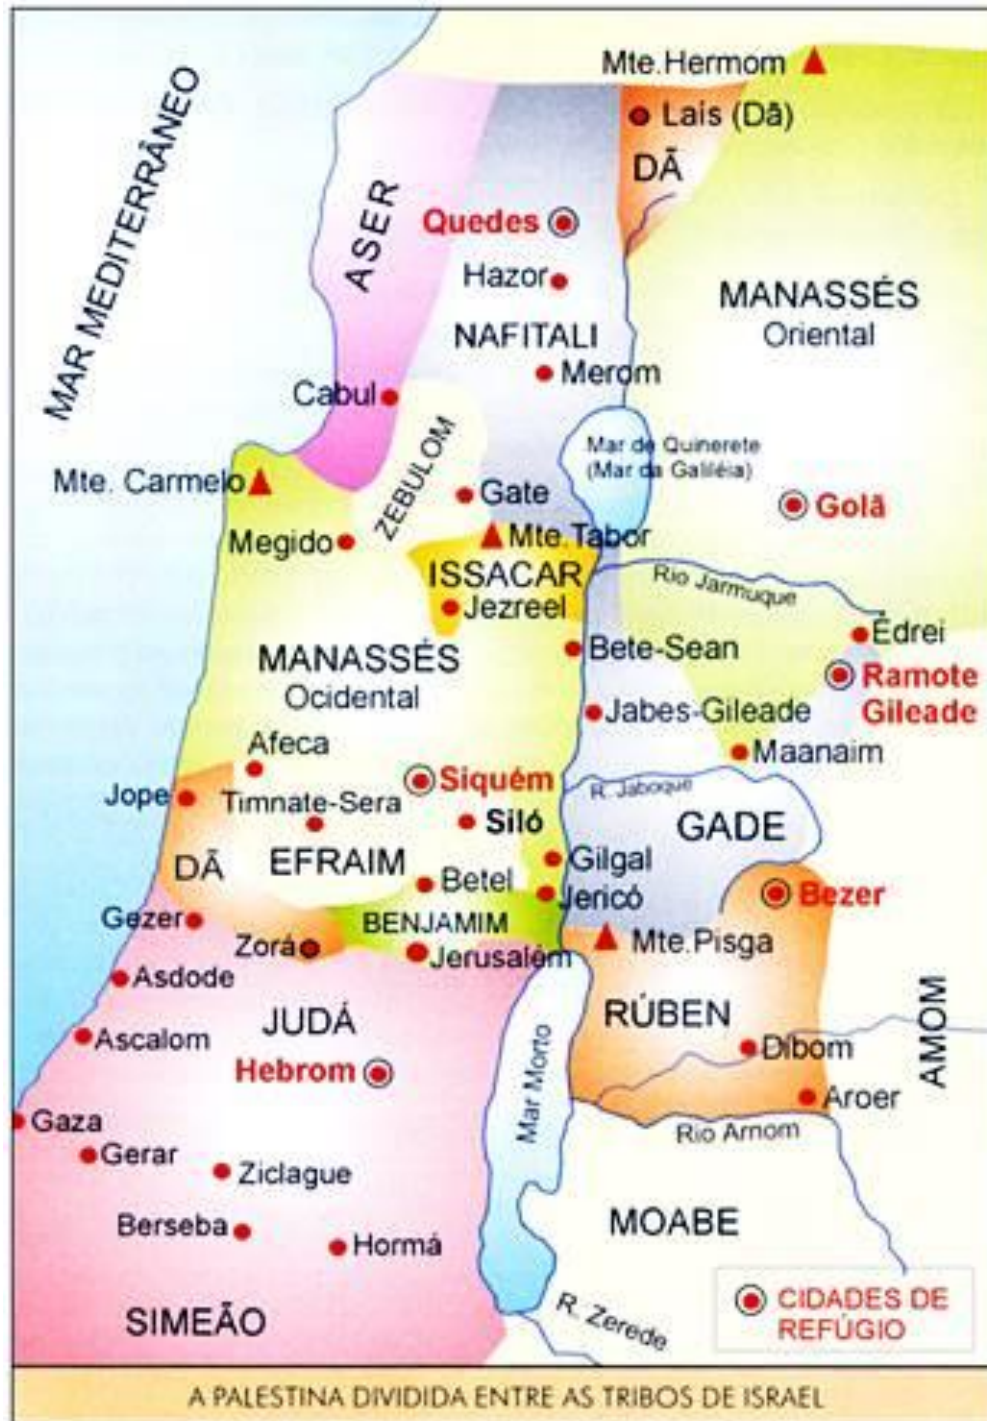 Mte.Hermom
Lais (Dã)
DÃ
MAR MEDITERRÂNEO
ASER
Quedes
Hazor
MANASSÉS
Oriental
NAFITALI
Merom
Cabul
ZEBULOM
Mar de Quinerete
(Mar da Galiléia)
Mte. Carmelo
Gate
Golã
Megido
Mte.Tabor
ISSACAR
Rio Jarmuque
Jezreel
Édrei
MANASSÉS
Ocidental
Bete-Sean
Ramote
Gileade
Jabes-Gileade
Afeca
Maanaim
Siquém
Jope
R. Jaboque
Timnate-Sera
Siló
GADE
DÃ
EFRAIM
Gilgal
Betel
Jericó
Bezer
Gezer
BENJAMIM
Zorá
Jerusalém
Mte.Pisga
Asdode
JUDÁ
RÚBEN
AMOM
Ascalom
Mar Morto
Dibom
Hebrom
Aroer
Gaza
Rio Arnom
Gerar
Ziclague
Berseba
Hormá
MOABE
SIMEÃO
R. Zerede
CIDADES DE
REFÚGIO
A PALESTINA DIVIDIDA ENTRE AS TRIBOS DE ISRAEL